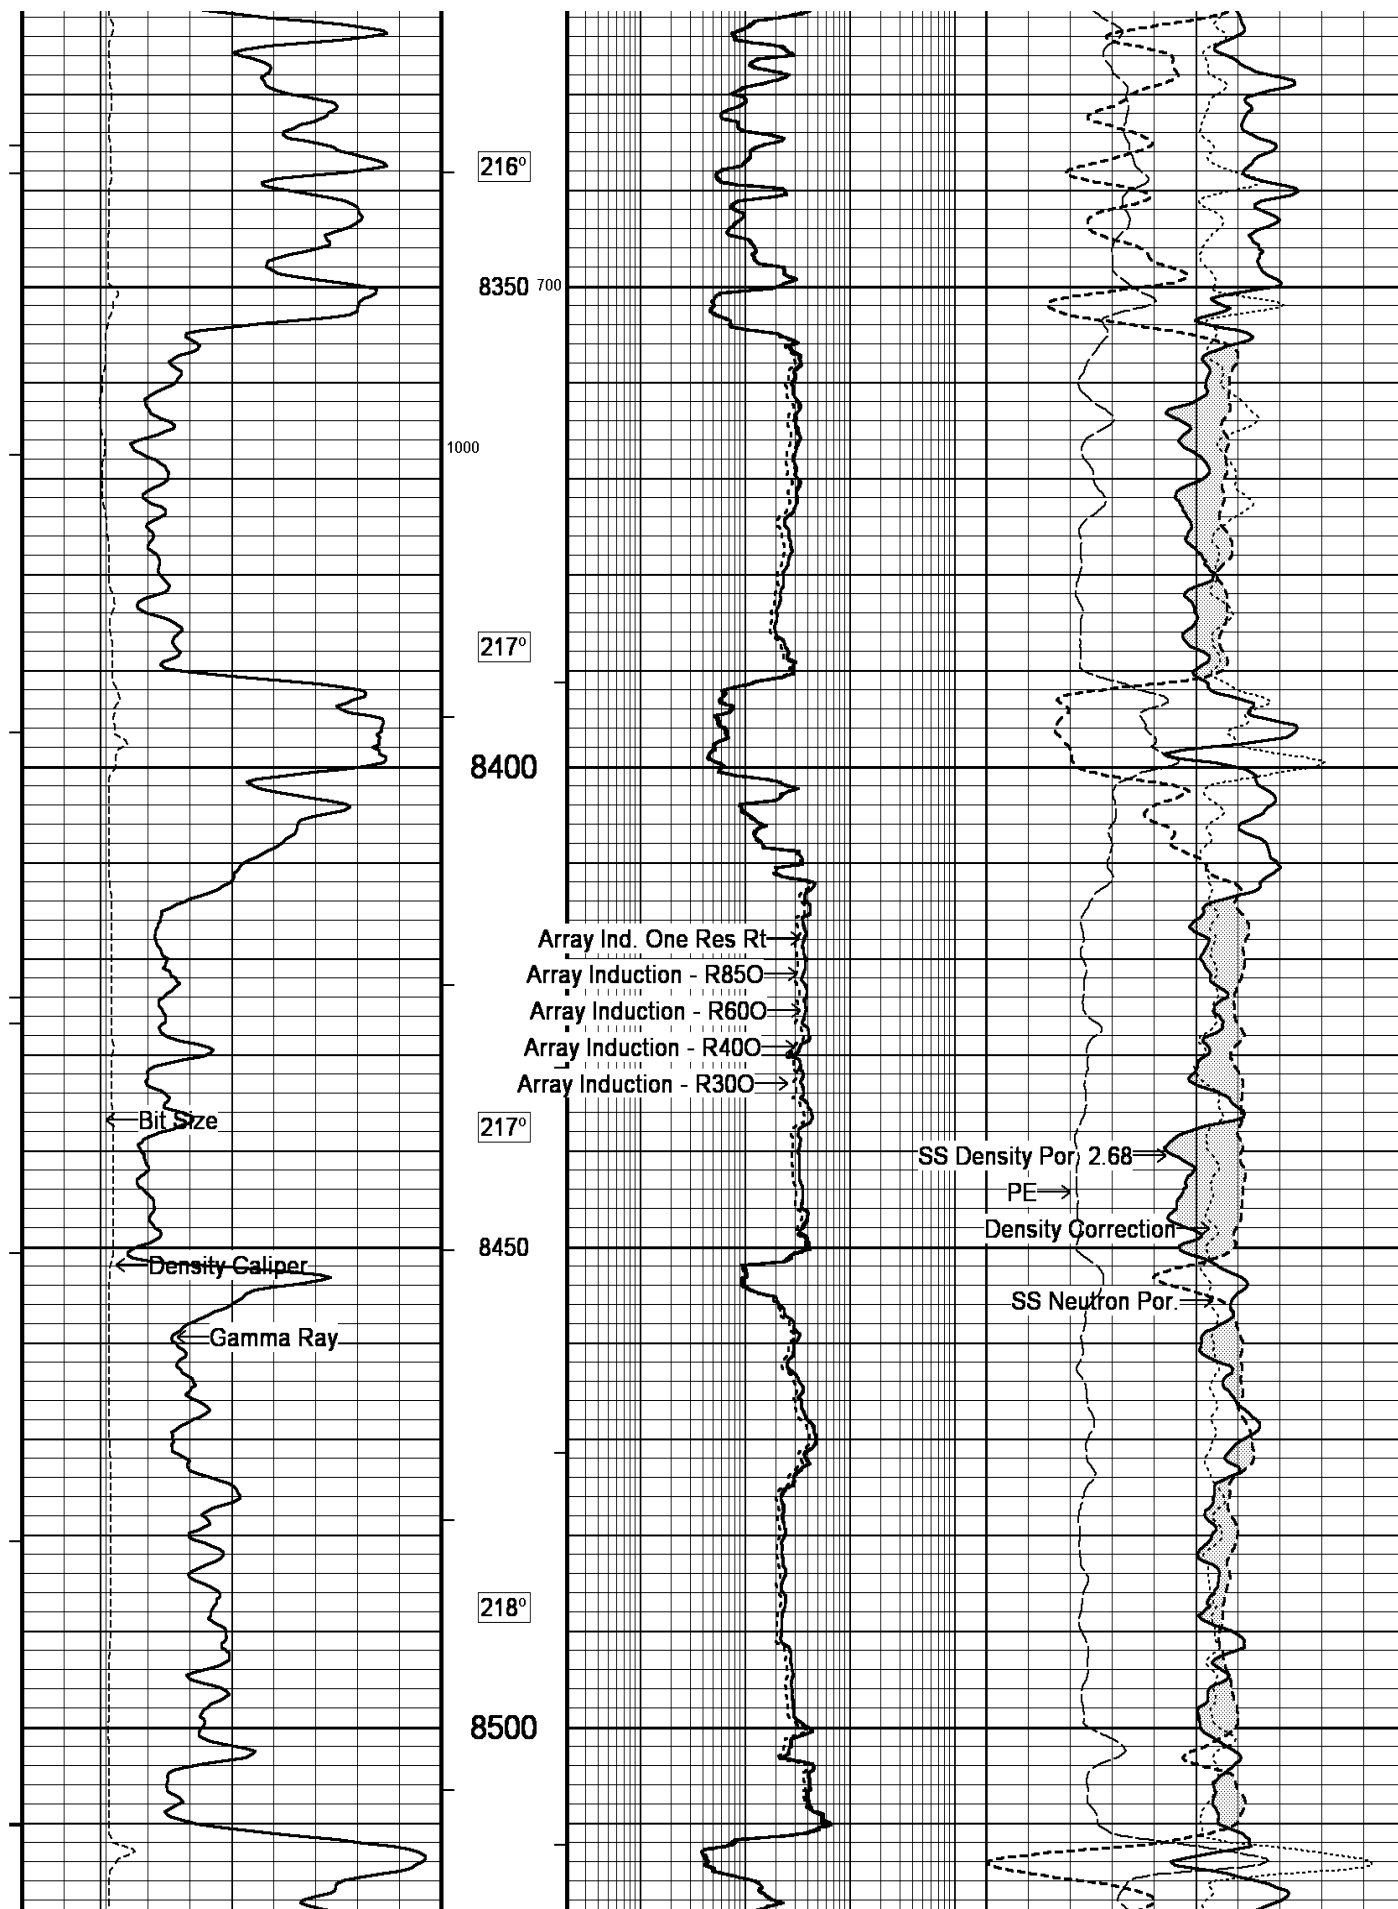 216°
8350 700
1000
217°
8400
Array Ind. One Res Rt
Array Induction - R85O
Array Induction - R60O
Array Induction - R40O
Array Induction - R30O
Bit Size
217°
SS Density Por. 2.68
PE
Density Correction
8450
Density Caliper
SS Neutron Por.
Gamma Ray
218°
8500